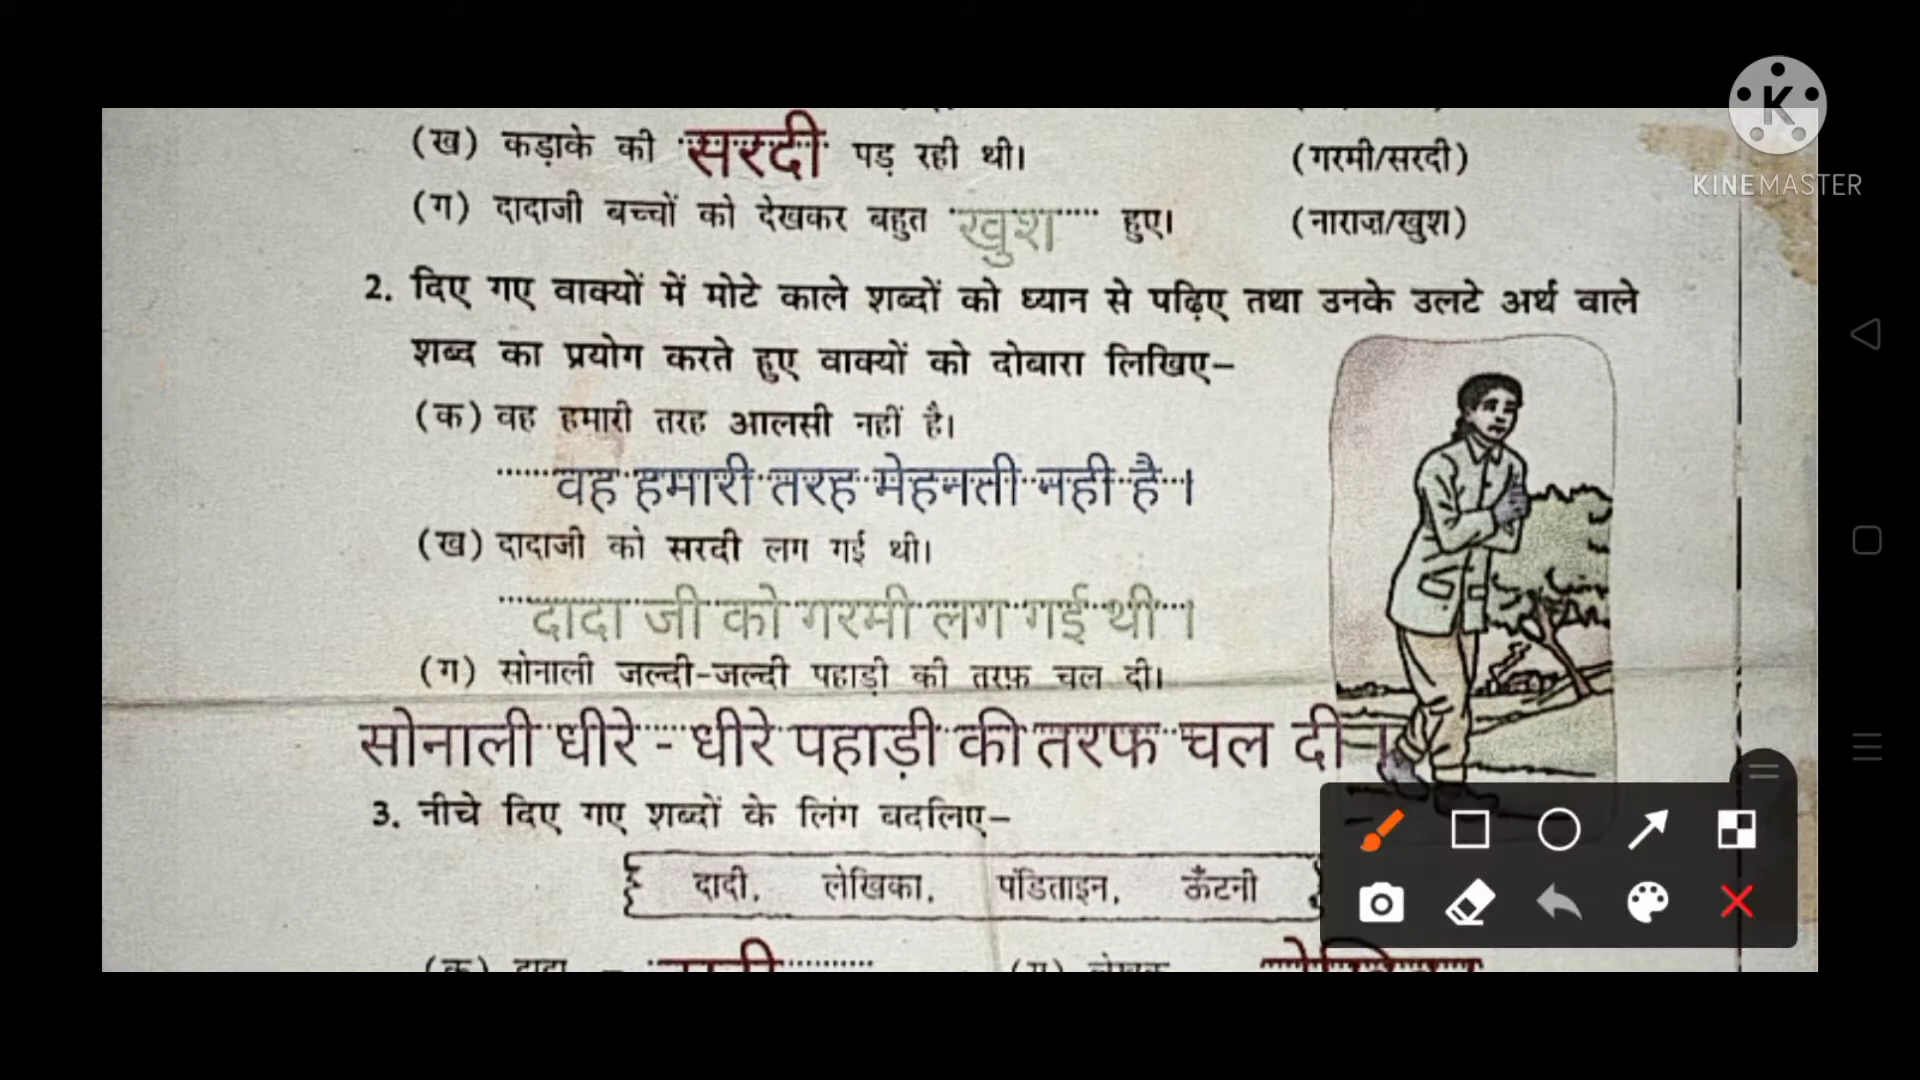 (ख) कड़ाके की सरदी पड़ रही थी। (गरमी/सरदी)
KINEMASTER
(ग) दादाजी बच्चों को देखकर बहुत खुश हुए। (नाराज़/खुश)
2. दिए गए वाक्यों में मोटे काले शब्दों को ध्यान से पढ़िए तथा उनके उलटे अर्थ वाले
शब्द का प्रयोग करते हुए वाक्यों को दोबारा लिखिए–
(क) वह हमारी तरह आलसी नहीं है।
वह हमारी तरह मेहनती नही है ।
(ख) दादाजी को सरदी लग गई थी।
दादा जी को गरमी लग गई थी ।
(ग) सोनाली जल्दी-जल्दी पहाड़ी की तरफ़ चल दी।
सोनाली धीरे - धीरे पहाड़ी की तरफ चल दी ।
3. नीचे दिए गए शब्दों के लिंग बदलिए–
दादी, लेखिका, पंडिताइन, ऊँटनी